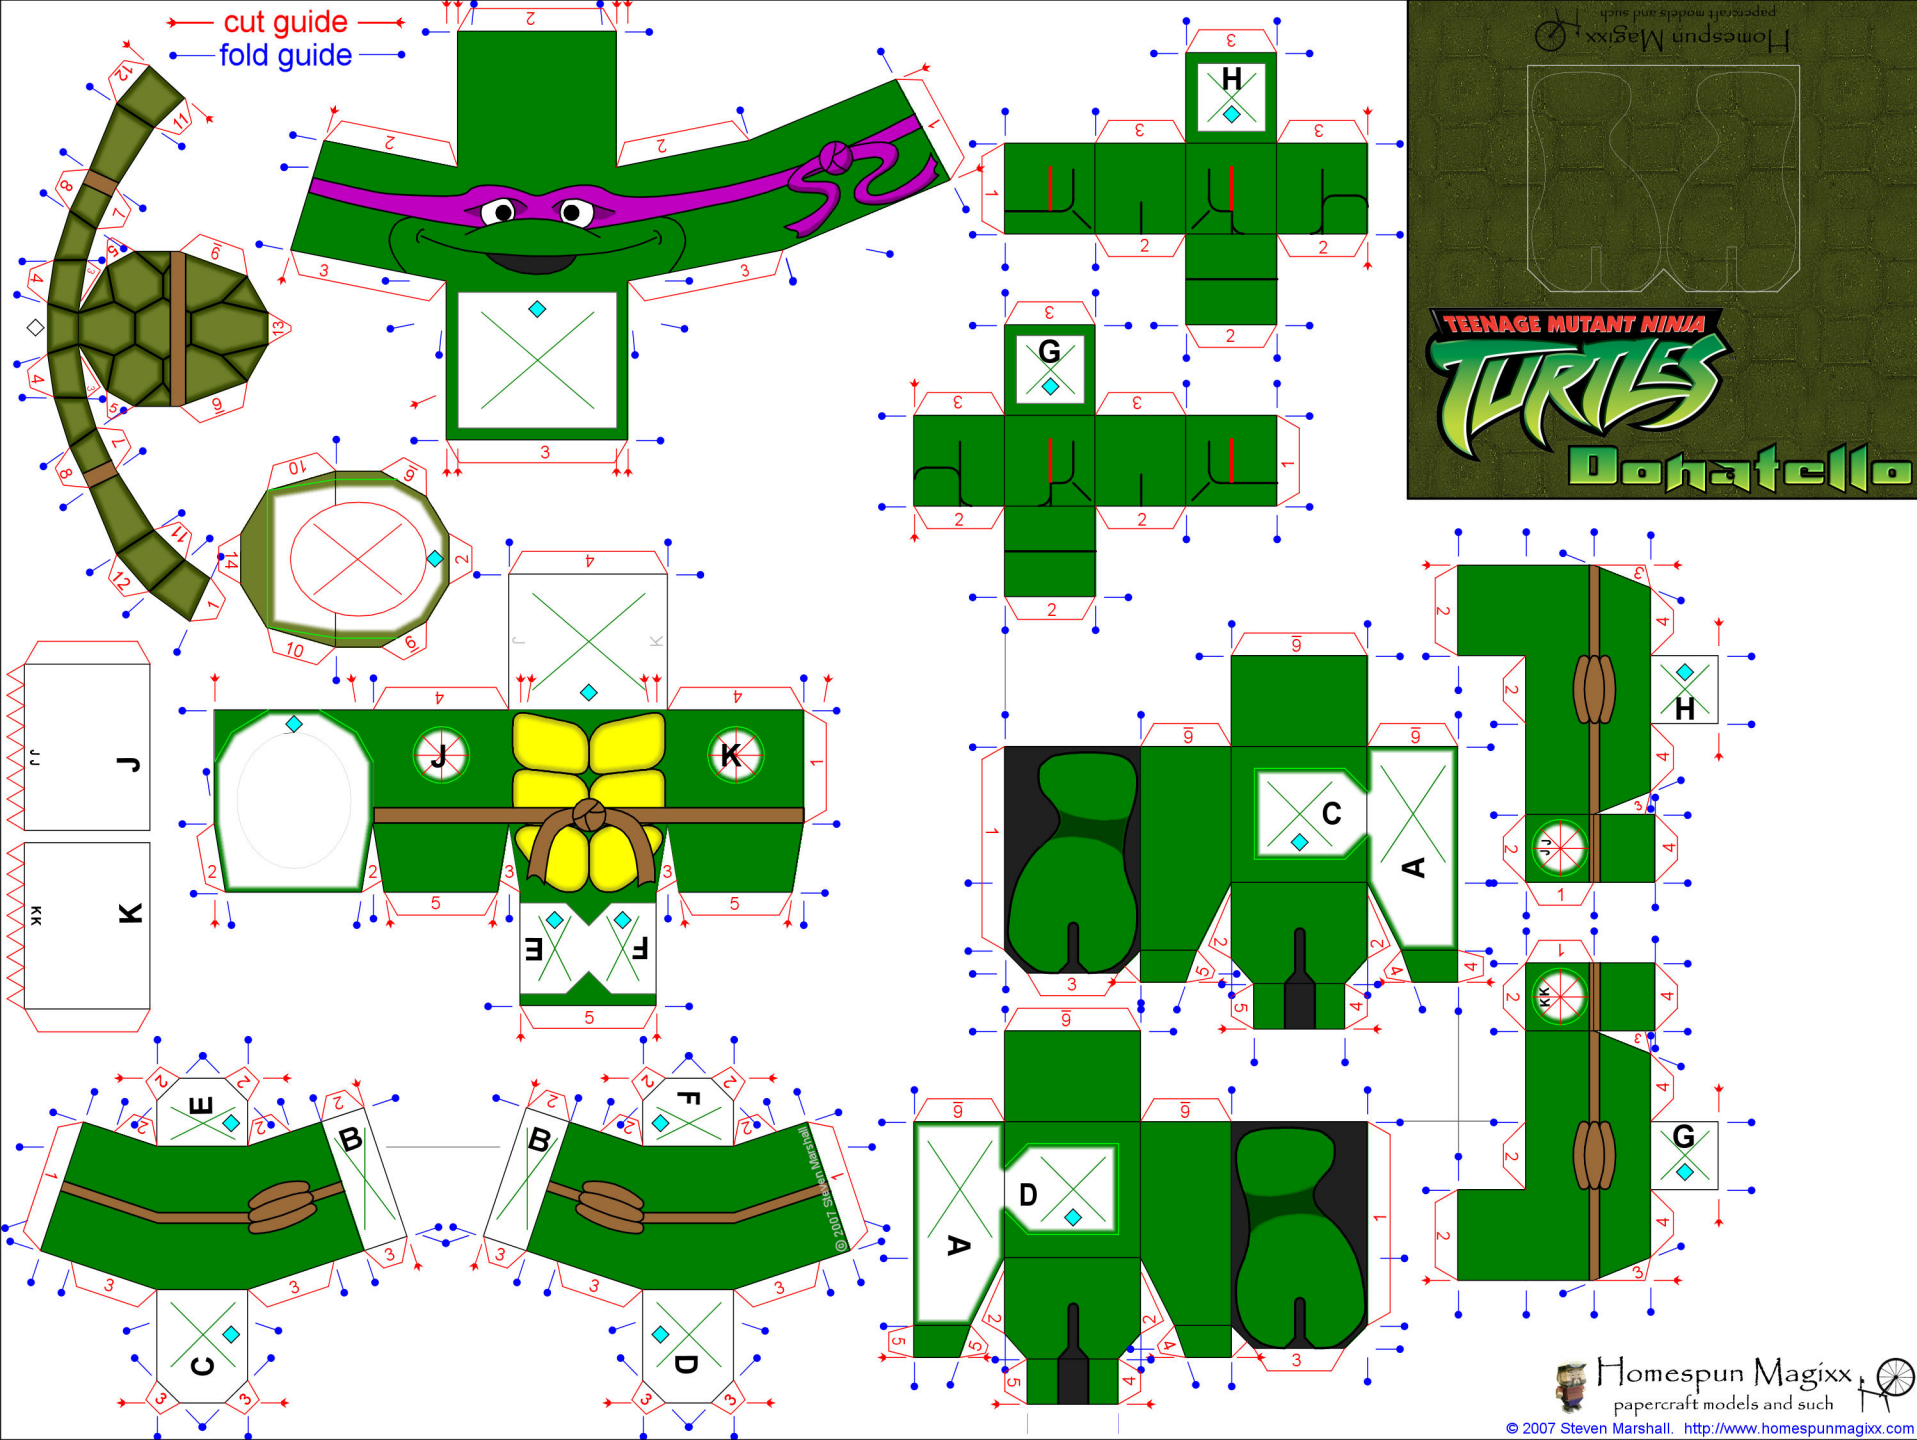 cut guide
fold guide
Homespun Magixx
papercraft models and such
TEENAGE MUTANT NINJA
TURTLES
Donatello
H
G
J
K
J
K
E
F
J J
J
K K
K
C
A
H
J J
K K
G
D
A
E
B
C
F
B
D
© 2007 Steven Marshall
Homespun Magixx
papercraft models and such
© 2007 Steven Marshall. http://www.homespunmagixx.com